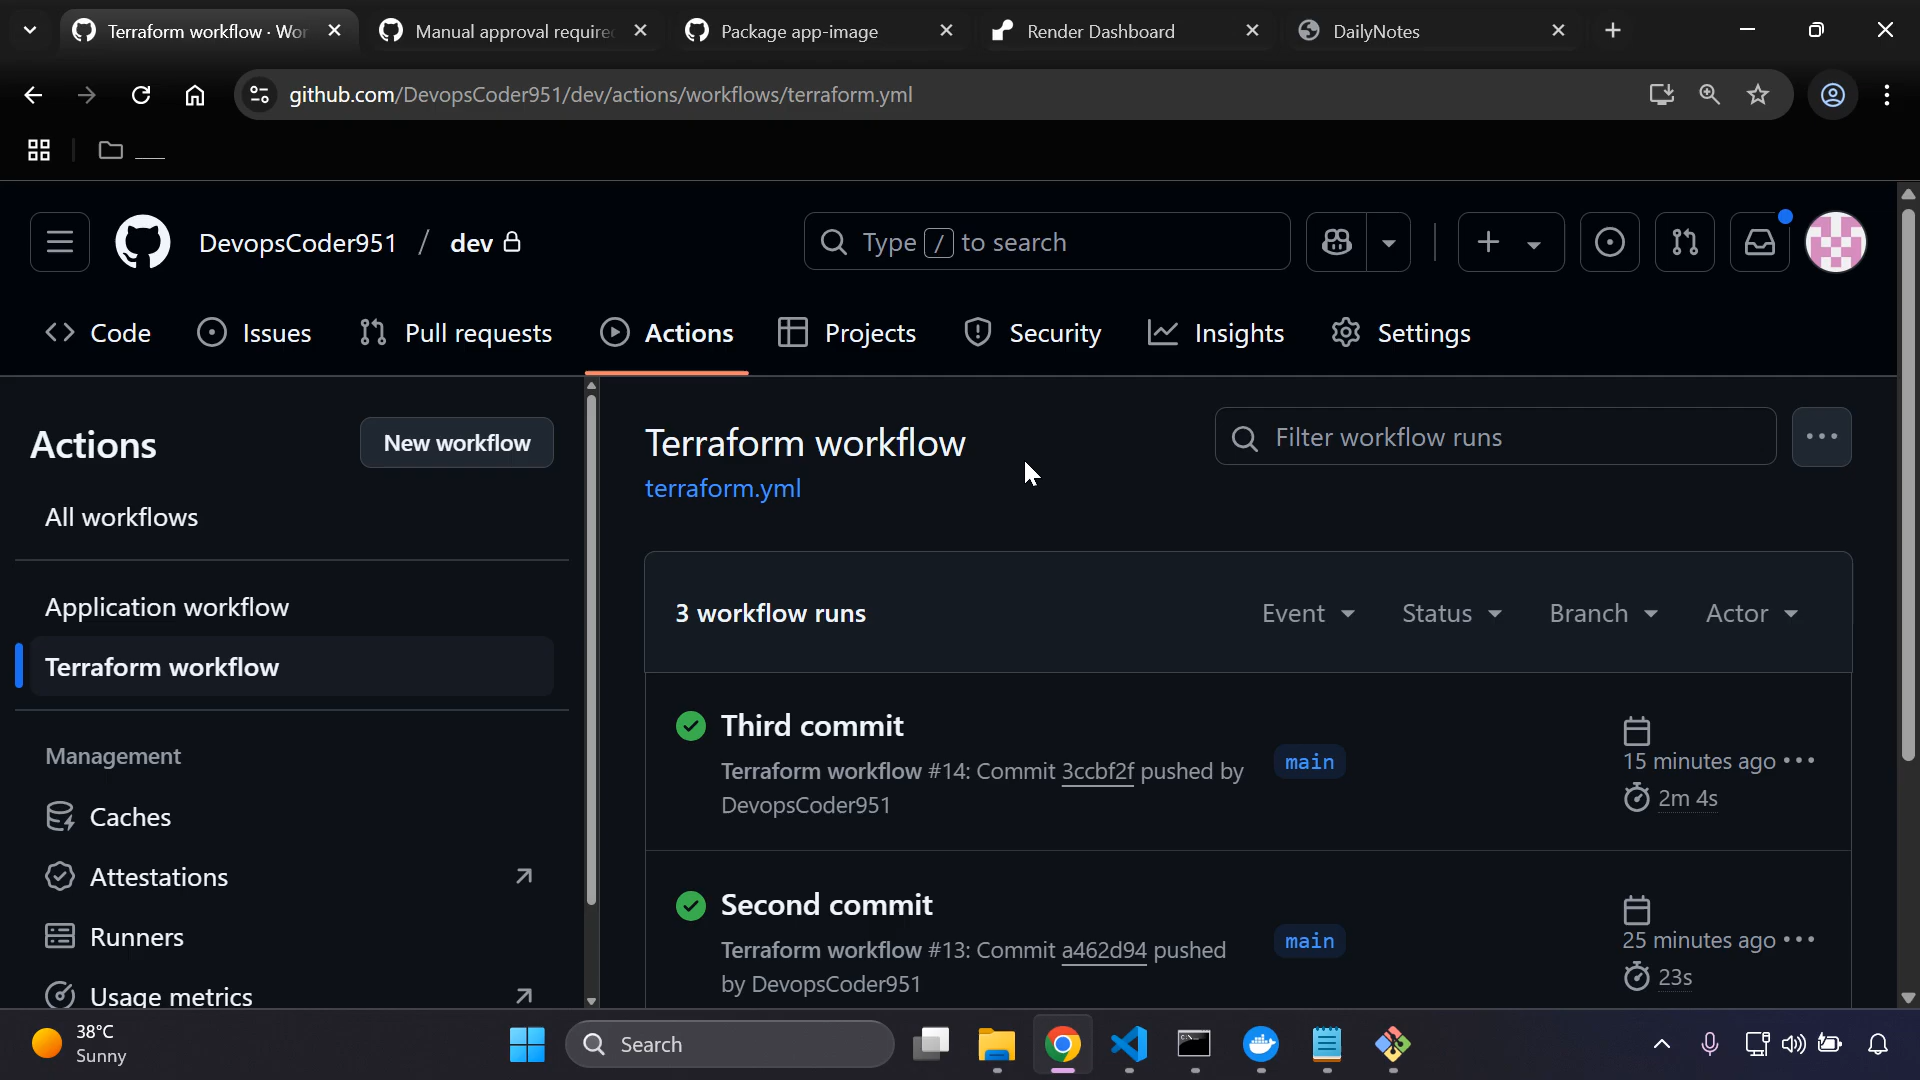 Terraform workflow · Wor
Manual approval require
Package app-image
Render Dashboard
DailyNotes
github.com/DevopsCoder951/dev/actions/workflows/terraform.yml
DevopsCoder951 / dev
Type / to search
Code
Issues
Pull requests
Actions
Projects
Security
Insights
Settings
Actions
New workflow
All workflows
Application workflow
Terraform workflow
Management
Caches
Attestations
Runners
Usage metrics
Terraform workflow
terraform.yml
Filter workflow runs
3 workflow runs
Event
Status
Branch
Actor
Third commit
Terraform workflow #14: Commit 3ccbf2f pushed by
DevopsCoder951
main
15 minutes ago
2m 4s
Second commit
Terraform workflow #13: Commit a462d94 pushed
by DevopsCoder951
main
25 minutes ago
23s
38°C
Sunny
Search